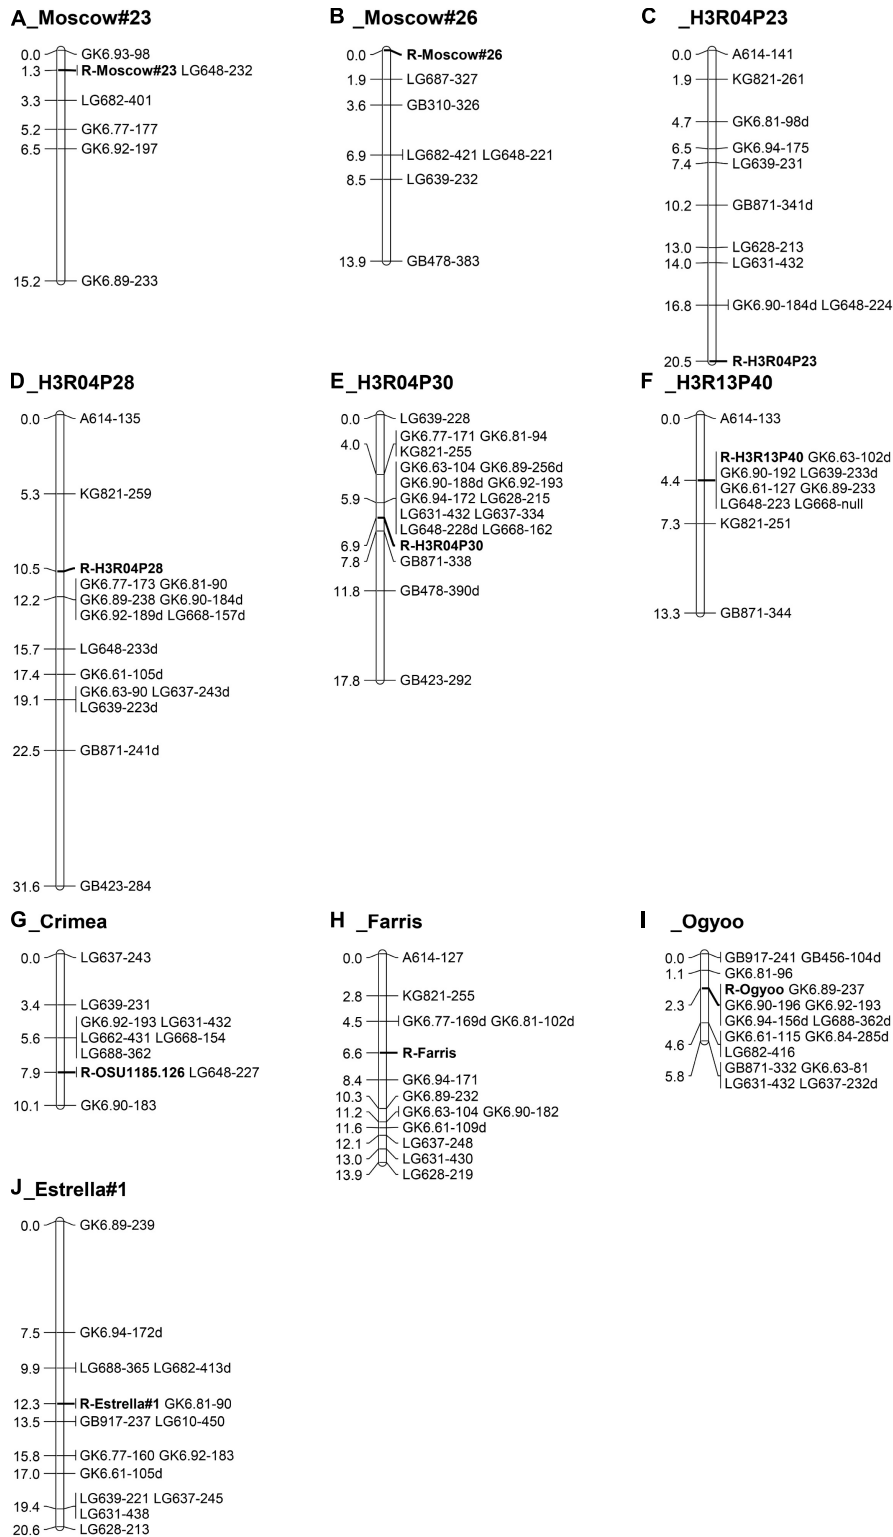 A_Moscow#23
0.0 GK6.93-98
1.3 R-Moscow#23 LG648-232
3.3 LG682-401
5.2 GK6.77-177
6.5 GK6.92-197
15.2 GK6.89-233
B _Moscow#26
0.0 R-Moscow#26
1.9 LG687-327
3.6 GB310-326
6.9 LG682-421 LG648-221
8.5 LG639-232
13.9 GB478-383
C _H3R04P23
0.0 A614-141
1.9 KG821-261
4.7 GK6.81-98d
6.5 GK6.94-175
7.4 LG639-231
10.2 GB871-341d
13.0 LG628-213
14.0 LG631-432
16.8 GK6.90-184d LG648-224
20.5 R-H3R04P23
D _H3R04P28
0.0 A614-135
5.3 KG821-259
10.5 R-H3R04P28
GK6.77-173 GK6.81-90
12.2 GK6.89-238 GK6.90-184d
GK6.92-189d LG668-157d
15.7 LG648-233d
17.4 GK6.61-105d
GK6.63-90 LG637-243d
19.1 LG639-223d
22.5 GB871-241d
31.6 GB423-284
E _H3R04P30
0.0 LG639-228
GK6.77-171 GK6.81-94
4.0 KG821-255
GK6.63-104 GK6.89-256d
GK6.90-188d GK6.92-193
5.9 GK6.94-172 LG628-215
LG631-432 LG637-334
LG648-228d LG668-162
6.9 R-H3R04P30
7.8 GB871-338
11.8 GB478-390d
17.8 GB423-292
F _H3R13P40
0.0 A614-133
R-H3R13P40 GK6.63-102d
GK6.90-192 LG639-233d
4.4 GK6.61-127 GK6.89-233
LG648-223 LG668-null
7.3 KG821-251
13.3 GB871-344
G_Crimea
0.0 LG637-243
3.4 LG639-231
GK6.92-193 LG631-432
5.6 LG662-431 LG668-154
LG688-362
7.9 R-OSU1185.126 LG648-227
10.1 GK6.90-183
H _Farris
0.0 A614-127
2.8 KG821-255
4.5 GK6.77-169d GK6.81-102d
6.6 R-Farris
8.4 GK6.94-171
10.3 GK6.89-232
11.2 GK6.63-104 GK6.90-182
11.6 GK6.61-109d
12.1 LG637-248
13.0 LG631-430
13.9 LG628-219
I _Ogyoo
0.0 GB917-241 GB456-104d
1.1 GK6.81-96
R-Ogyoo GK6.89-237
2.3 GK6.90-196 GK6.92-193
GK6.94-156d LG688-362d
GK6.61-115 GK6.84-285d
4.6 LG682-416
GB871-332 GK6.63-81
5.8 LG631-432 LG637-232d
J_Estrella#1
0.0 GK6.89-239
7.5 GK6.94-172d
9.9 LG688-365 LG682-413d
12.3 R-Estrella#1 GK6.81-90
13.5 GB917-237 LG610-450
15.8 GK6.77-160 GK6.92-183
17.0 GK6.61-105d
LG639-221 LG637-245
19.4 LG631-438
20.6 LG628-213